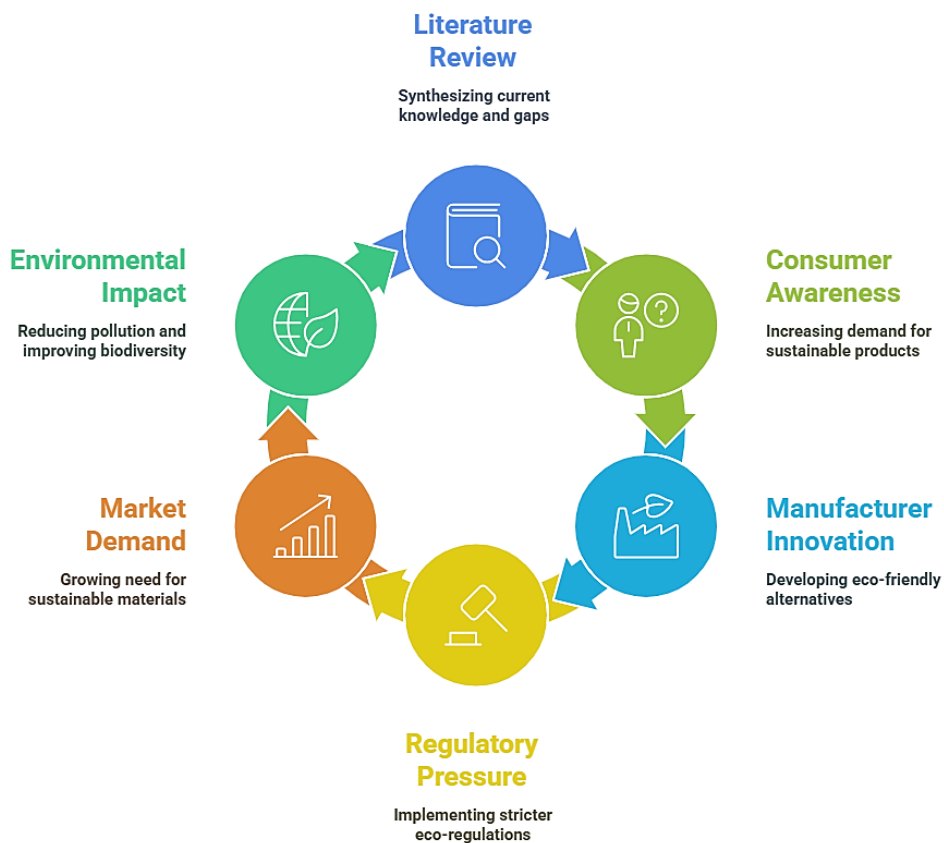 Literature
Review
Synthesizing current
knowledge and gaps
Consumer
Awareness
Increasing demand for
sustainable products
Manufacturer
Innovation
Developing eco-friendly
alternatives
Regulatory
Pressure
Implementing stricter
eco-regulations
Market
Demand
Growing need for
sustainable materials
Environmental
Impact
Reducing pollution and
improving biodiversity
?